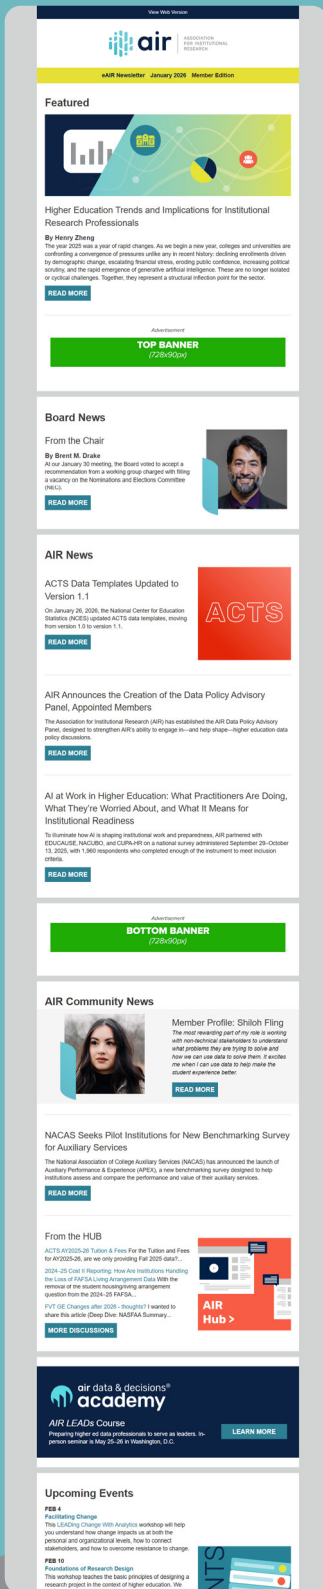 View Web Version
air
ASSOCIATION
FOR INSTITUTIONAL
RESEARCH
eAIR Newsletter January 2026 Member Edition
Featured
Higher Education Trends and Implications for Institutional
Research Professionals
By Henry Zheng
The year 2025 was a year of rapid changes. As we begin a new year, colleges and universities are
confronting a convergence of pressures unlike any in recent history: declining enrollments driven
by demographic change, escalating financial stress, eroding public confidence, increasing political
scrutiny, and the rapid emergence of generative artificial intelligence. These are no longer isolated
or cyclical challenges. Together, they represent a structural inflection point for the sector.
READ MORE
Advertisement
TOP BANNER
(728x90px)
Board News
From the Chair
By Brent M. Drake
At our January 30 meeting, the Board voted to accept a
recommendation from a working group charged with filling
a vacancy on the Nominations and Elections Committee
(NEC).
READ MORE
AIR News
ACTS Data Templates Updated to
Version 1.1
On January 26, 2026, the National Center for Education
Statistics (NCES) updated ACTS data templates, moving
from version 1.0 to version 1.1.
READ MORE
ACTS
AIR Announces the Creation of the Data Policy Advisory
Panel, Appointed Members
The Association for Institutional Research (AIR) has established the AIR Data Policy Advisory
Panel, designed to strengthen AIR's ability to engage in—and help shape—higher education data
policy discussions.
READ MORE
AI at Work in Higher Education: What Practitioners Are Doing,
What They're Worried About, and What It Means for
Institutional Readiness
To illuminate how AI is shaping institutional work and preparedness, AIR partnered with
EDUCAUSE, NACUBO, and CUPA-HR on a national survey administered September 29–October
13, 2025, with 1,960 respondents who completed enough of the instrument to meet inclusion
criteria.
READ MORE
Advertisement
BOTTOM BANNER
(728x90px)
AIR Community News
Member Profile: Shiloh Fling
The most rewarding part of my role is working
with non-technical stakeholders to understand
what problems they are trying to solve and
how we can use data to solve them. It excites
me when I can use data to help make the
student experience better.
READ MORE
NACAS Seeks Pilot Institutions for New Benchmarking Survey
for Auxiliary Services
The National Association of College Auxiliary Services (NACAS) has announced the launch of
Auxiliary Performance & Experience (APEX), a new benchmarking survey designed to help
institutions assess and compare the performance and value of their auxiliary services.
READ MORE
From the HUB
ACTS AY2025-26 Tuition & Fees For the Tuition and Fees
for AY2025-26, are we only providing Fall 2025 data?...
2024–25 Cost II Reporting: How Are Institutions Handling
the Loss of FAFSA Living Arrangement Data With the
removal of the student housing/living arrangement
question from the 2024–25 FAFSA...
FVT GE Changes after 2026 - thoughts? I wanted to
share this article (Deep Dive: NASFAA Summary...
MORE DISCUSSIONS
AIR
Hub >
air data & decisions®
academy
AIR LEADs Course
Preparing higher ed data professionals to serve as leaders. In-
person seminar is May 25–26 in Washington, D.C.
LEARN MORE
Upcoming Events
FEB 4
Facilitating Change
This LEADing Change With Analytics workshop will help
you understand how change impacts us at both the
personal and organizational levels, how to connect
stakeholders, and how to overcome resistance to change.
FEB 10
Foundations of Research Design
This workshop teaches the basic principles of designing a
research project in the context of higher education. We